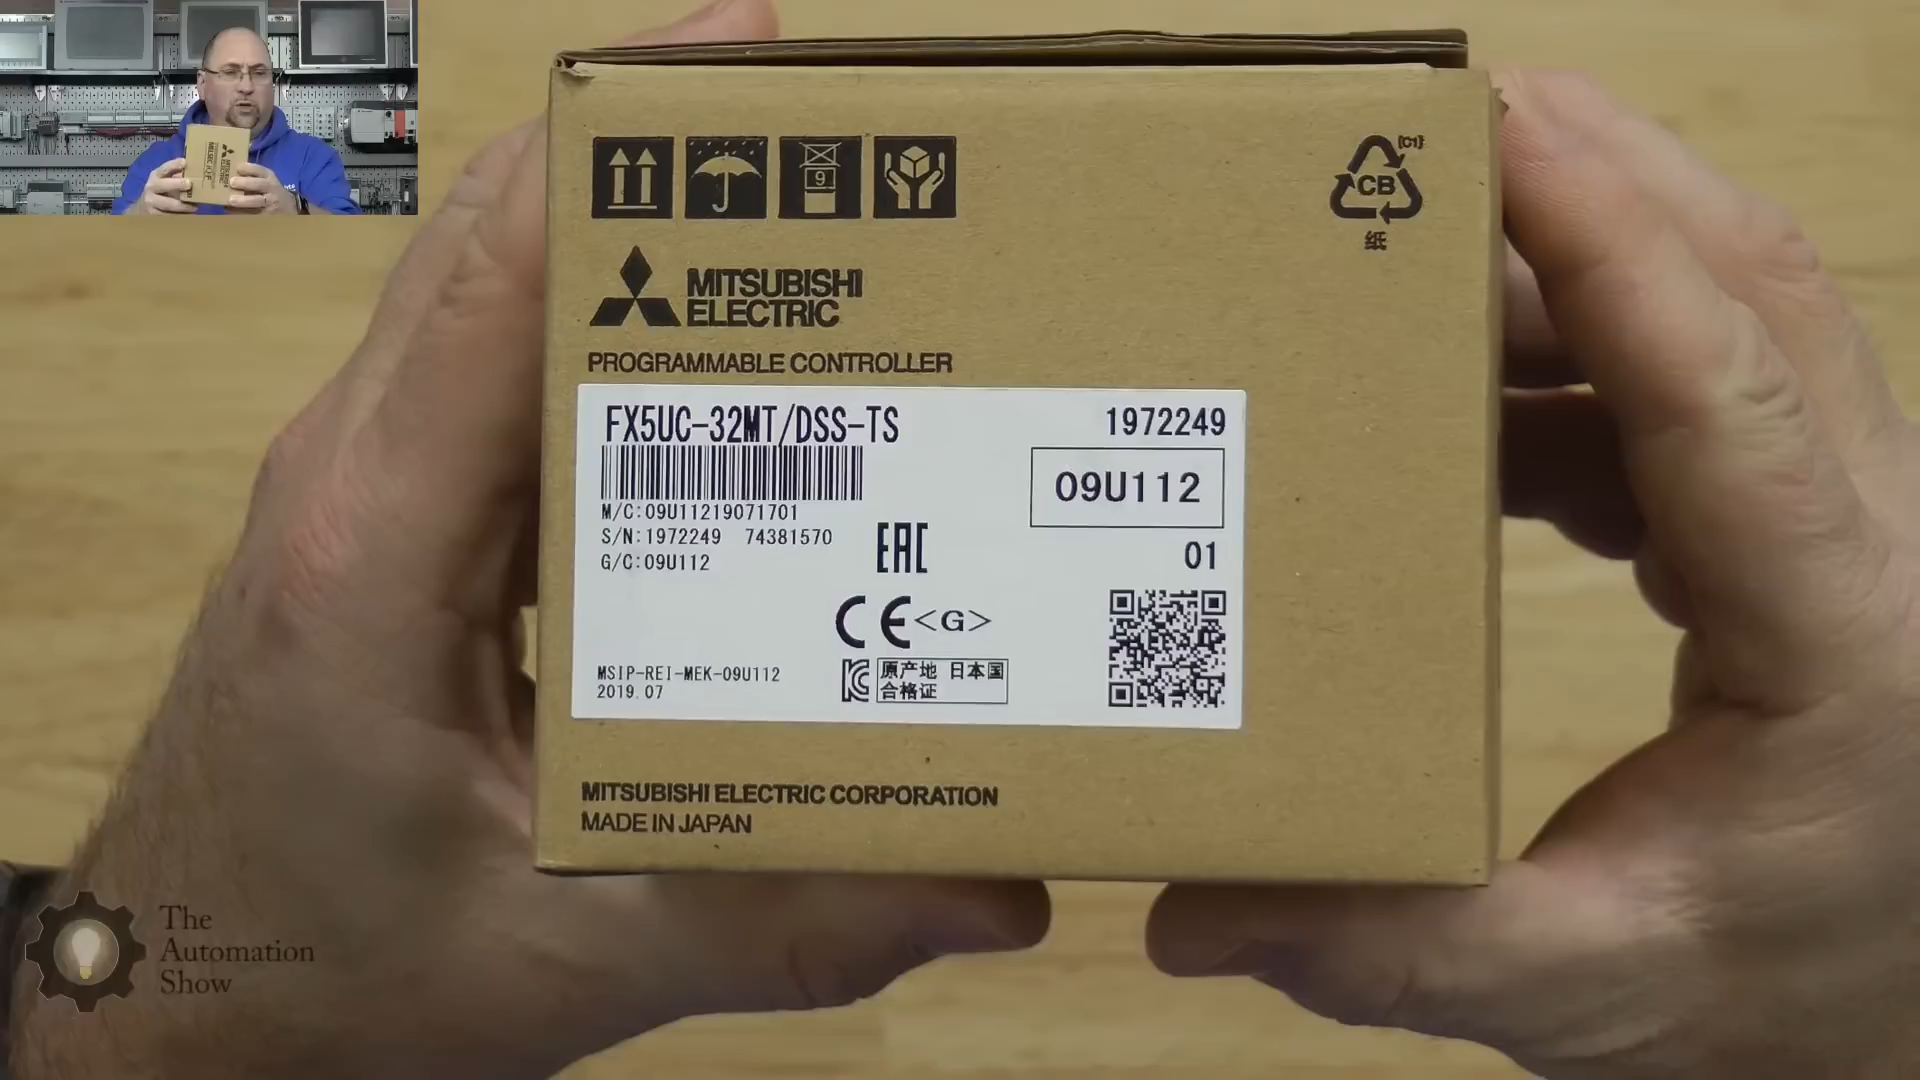 9
[C1]
CB
纸
MITSUBISHI
ELECTRIC
PROGRAMMABLE CONTROLLER
FX5UC-32MT/DSS-TS
1972249
09U112
M/C:09U11219071701
S/N:1972249 74381570
G/C:09U112
EAC
01
CE<G>
MSIP-REI-MEK-09U112
2019.07
原产地 日本国
合格证
MITSUBISHI ELECTRIC CORPORATION
MADE IN JAPAN
The
Automation
Show